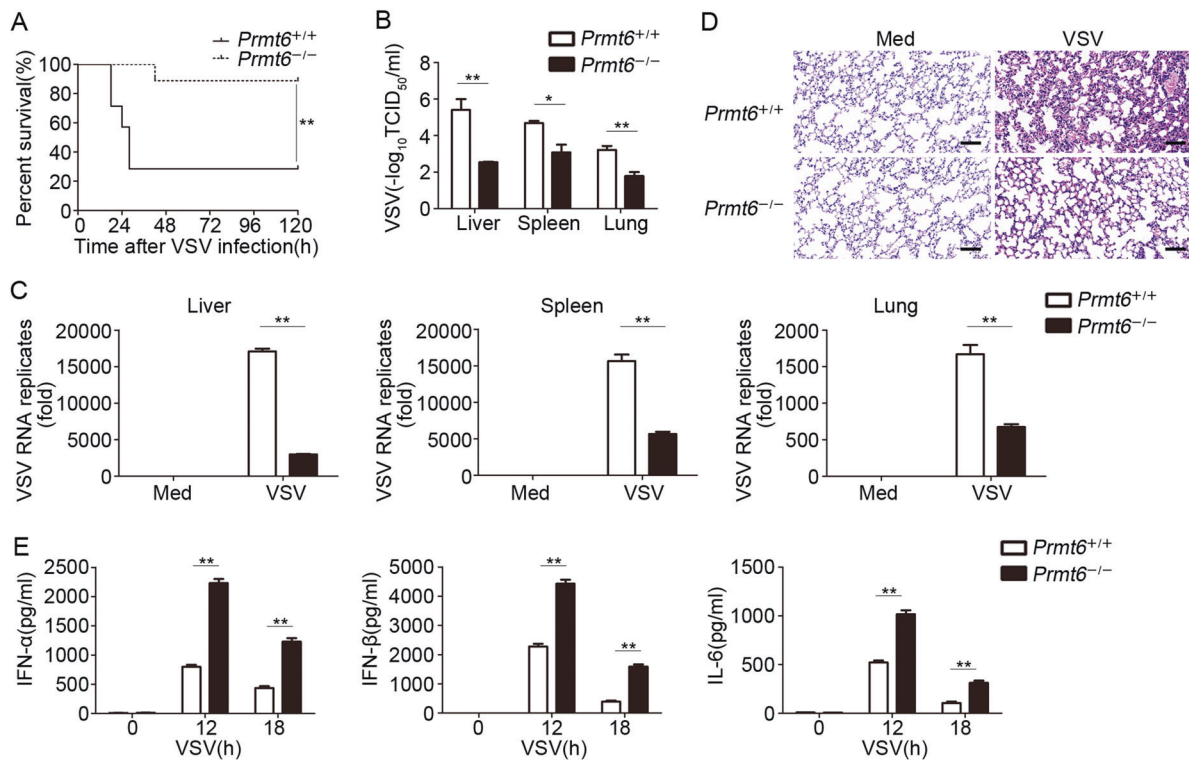 A
Prmt6+/+
Prmt6−/−
Percent survival(%)
100
80
60
40
20
0
**
0 24 48 72 96 120
Time after VSV infection(h)
B
Prmt6+/+
Prmt6−/−
VSV(-log10TCID50/ml)
6
4
2
0
** * **
Liver Spleen Lung
D
Med VSV
Prmt6+/+
Prmt6−/−
C
Prmt6+/+
Prmt6−/−
Liver
VSV RNA replicates
(fold)
20000
15000
10000
5000
0
**
Med VSV
Spleen
VSV RNA replicates
(fold)
20000
15000
10000
5000
0
**
Med VSV
Lung
VSV RNA replicates
(fold)
2000
1500
1000
500
0
**
Med VSV
E
Prmt6+/+
Prmt6−/−
IFN-α(pg/ml)
2500
2000
1500
1000
500
0
** **
0 12 18
VSV(h)
IFN-β(pg/ml)
5000
4000
3000
2000
1000
0
** **
0 12 18
VSV(h)
IL-6(pg/ml)
1500
1000
500
0
** **
0 12 18
VSV(h)